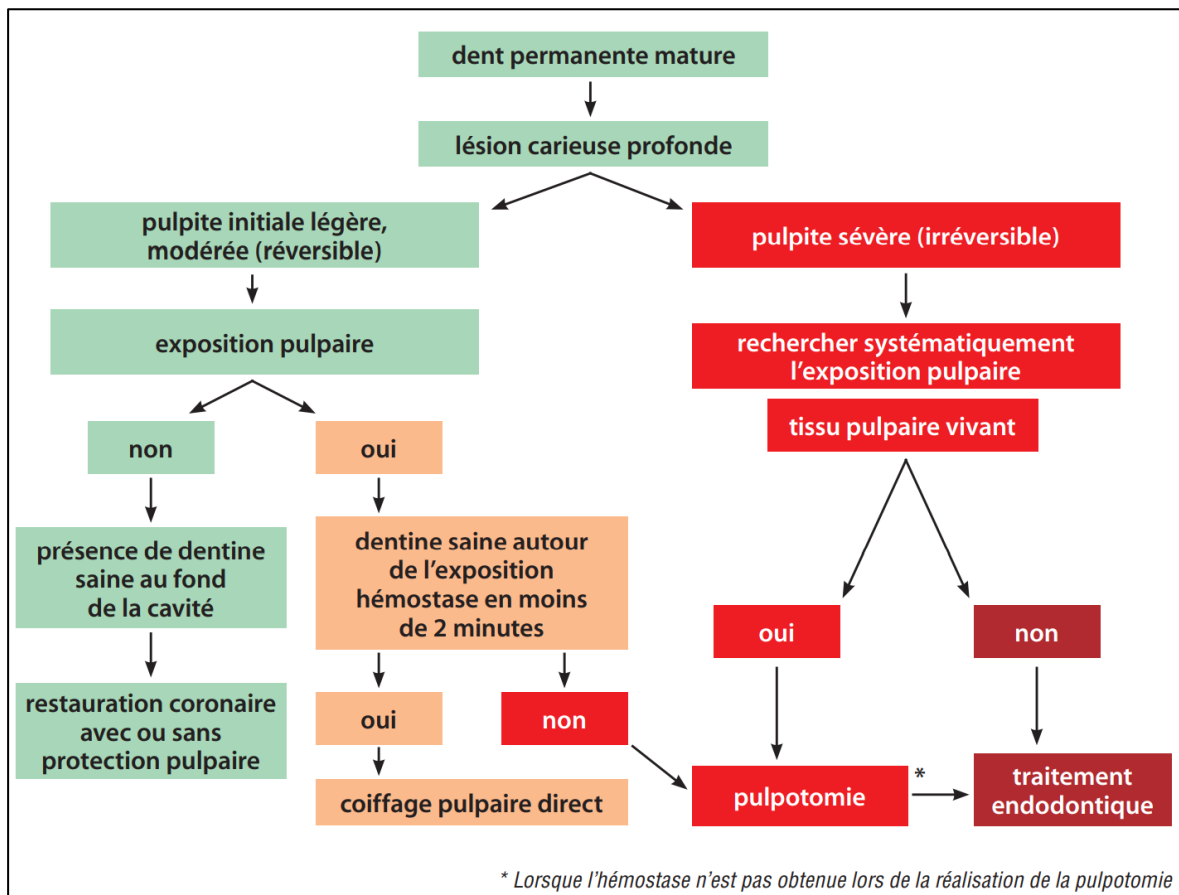 dent permanente mature
lésion carieuse profonde
pulpite initiale légère,
modérée (réversible)
pulpite sévère (irréversible)
exposition pulpaire
rechercher systématiquement
l'exposition pulpaire
tissu pulpaire vivant
non
oui
présence de dentine
saine au fond
de la cavité
dentine saine autour
de l'exposition
hémostase en moins
de 2 minutes
oui
non
restauration coronaire
avec ou sans
protection pulpaire
oui
non
coiffage pulpaire direct
pulpotomie
*
traitement
endodontique
* Lorsque l'hémostase n'est pas obtenue lors de la réalisation de la pulpotomie